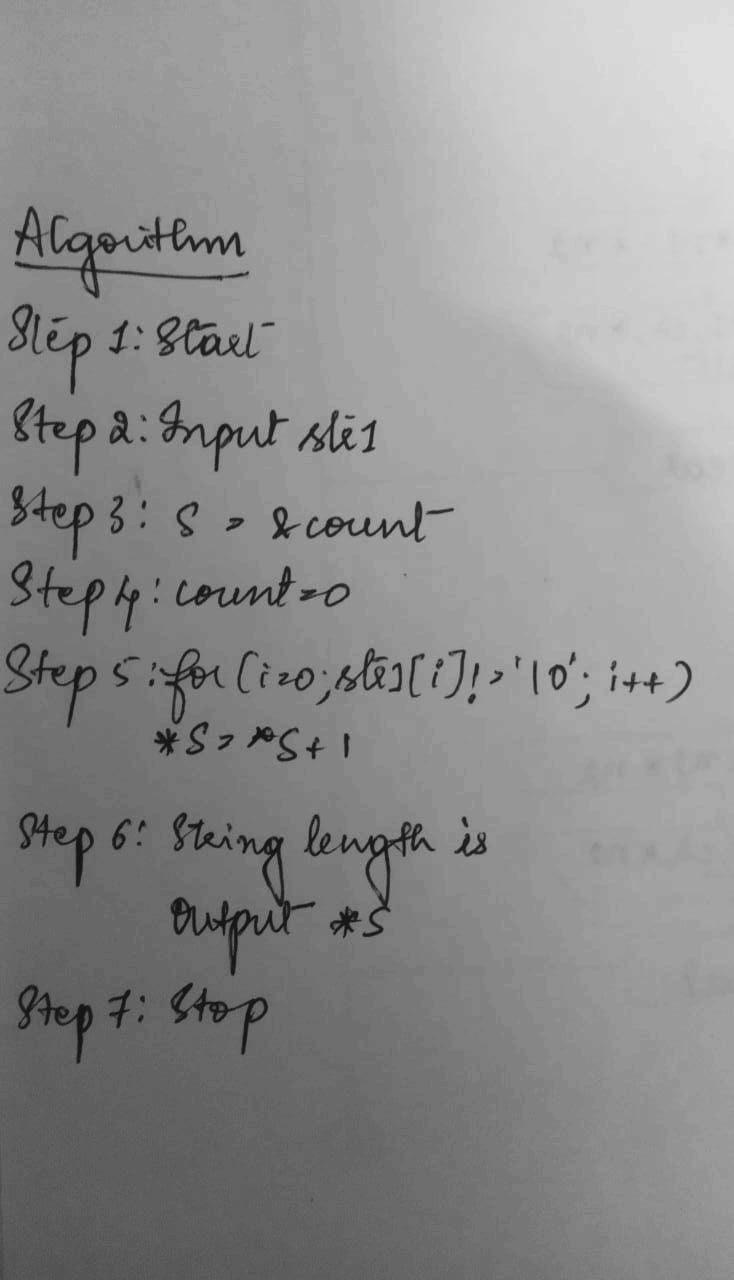 Algorithm
Step 1: Start
Step 2: Input str1
Step 3: S = &count
Step 4: count=0
Step 5: for (i=0; str1[i]!='\0'; i++)
*S = *S+1
Step 6: String length is
output *S
Step 7: Stop